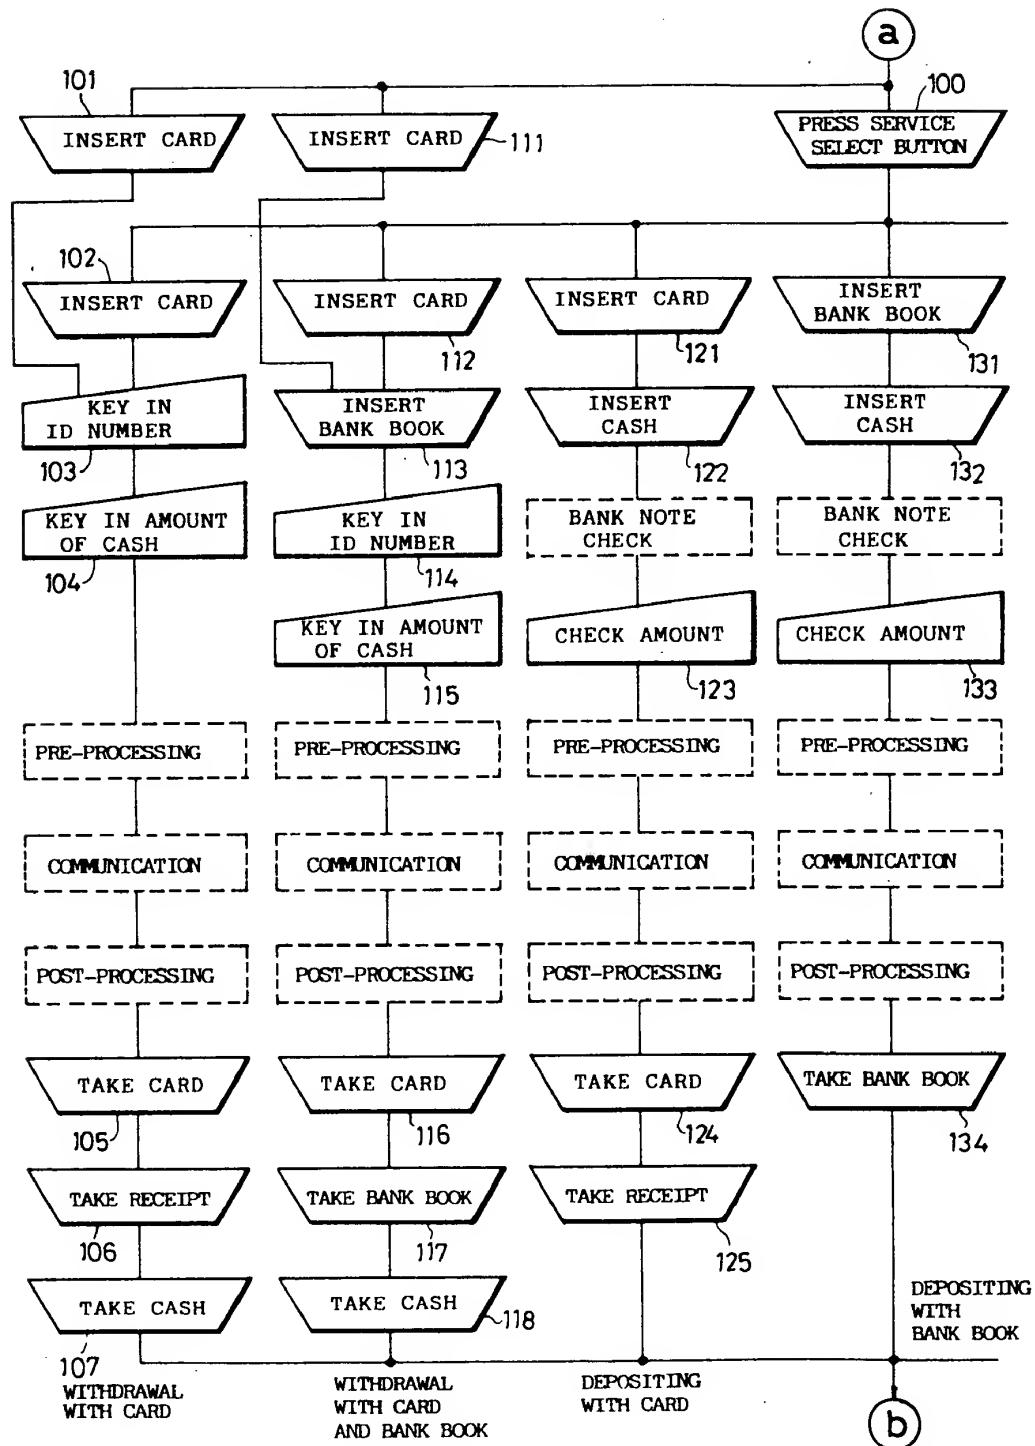 a
101
100
INSERT CARD
INSERT CARD
111
PRESS SERVICE
SELECT BUTTON
102
INSERT CARD
INSERT CARD
112
INSERT CARD
121
INSERT
BANK BOOK
131
KEY IN
ID NUMBER
103
INSERT
BANK BOOK
113
INSERT
CASH
122
INSERT
CASH
132
KEY IN AMOUNT
OF CASH
104
KEY IN
ID NUMBER
114
BANK NOTE
CHECK
BANK NOTE
CHECK
KEY IN AMOUNT
OF CASH
115
CHECK AMOUNT
123
CHECK AMOUNT
133
PRE-PROCESSING
PRE-PROCESSING
PRE-PROCESSING
PRE-PROCESSING
COMMUNICATION
COMMUNICATION
COMMUNICATION
COMMUNICATION
POST-PROCESSING
POST-PROCESSING
POST-PROCESSING
POST-PROCESSING
TAKE CARD
105
TAKE CARD
116
TAKE CARD
124
TAKE BANK BOOK
134
TAKE RECEIPT
106
TAKE BANK BOOK
117
TAKE RECEIPT
125
TAKE CASH
107
TAKE CASH
118
DEPOSITING
WITH
BANK BOOK
WITHDRAWAL
WITH CARD
WITHDRAWAL
WITH CARD
AND BANK BOOK
DEPOSITING
WITH CARD
b